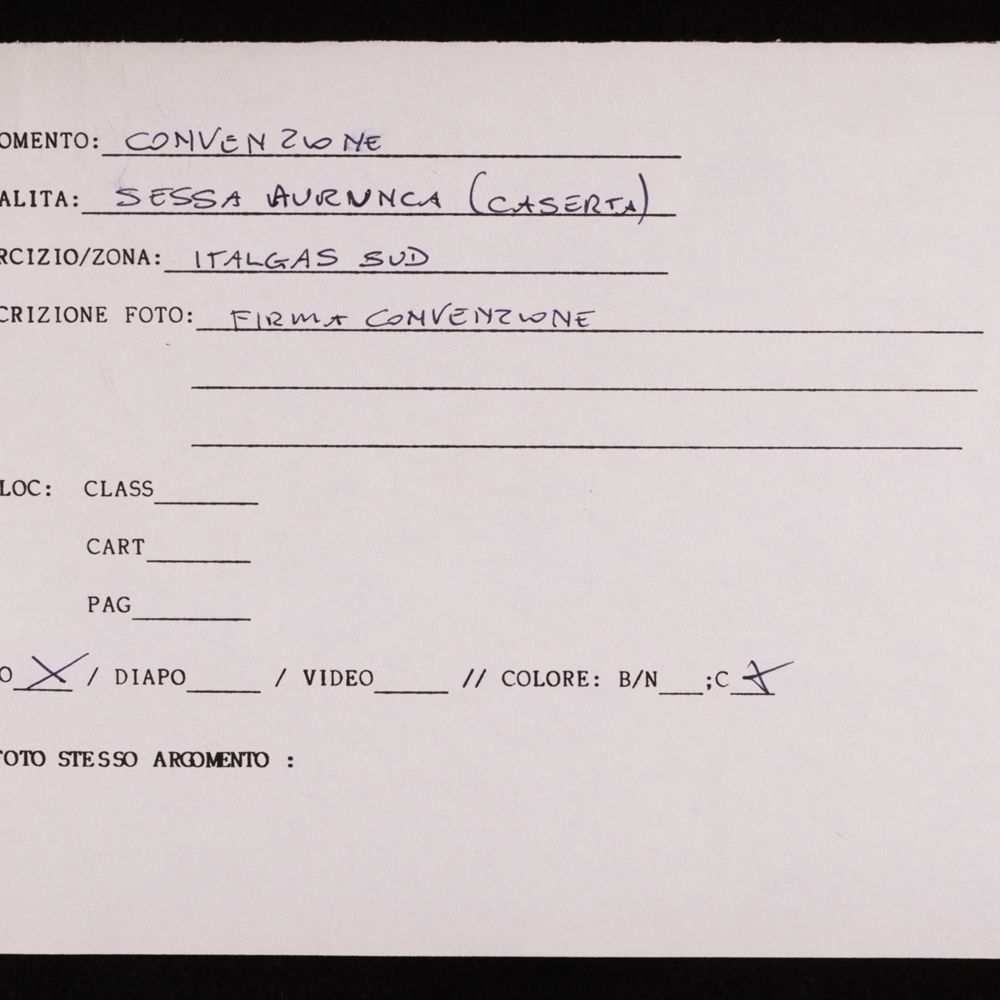 OMENTO: CONVENZIONE
ALITA: SESSA AURUNCA (CASERTA)
RCIZIO/ZONA: ITALGAS SUD
CRIZIONE FOTO: FIRMA CONVENZIONE
LOC: CLASS
CART
PAG
O X / DIAPO / VIDEO // COLORE: B/N ;C X
FOTO STESSO ARGOMENTO :